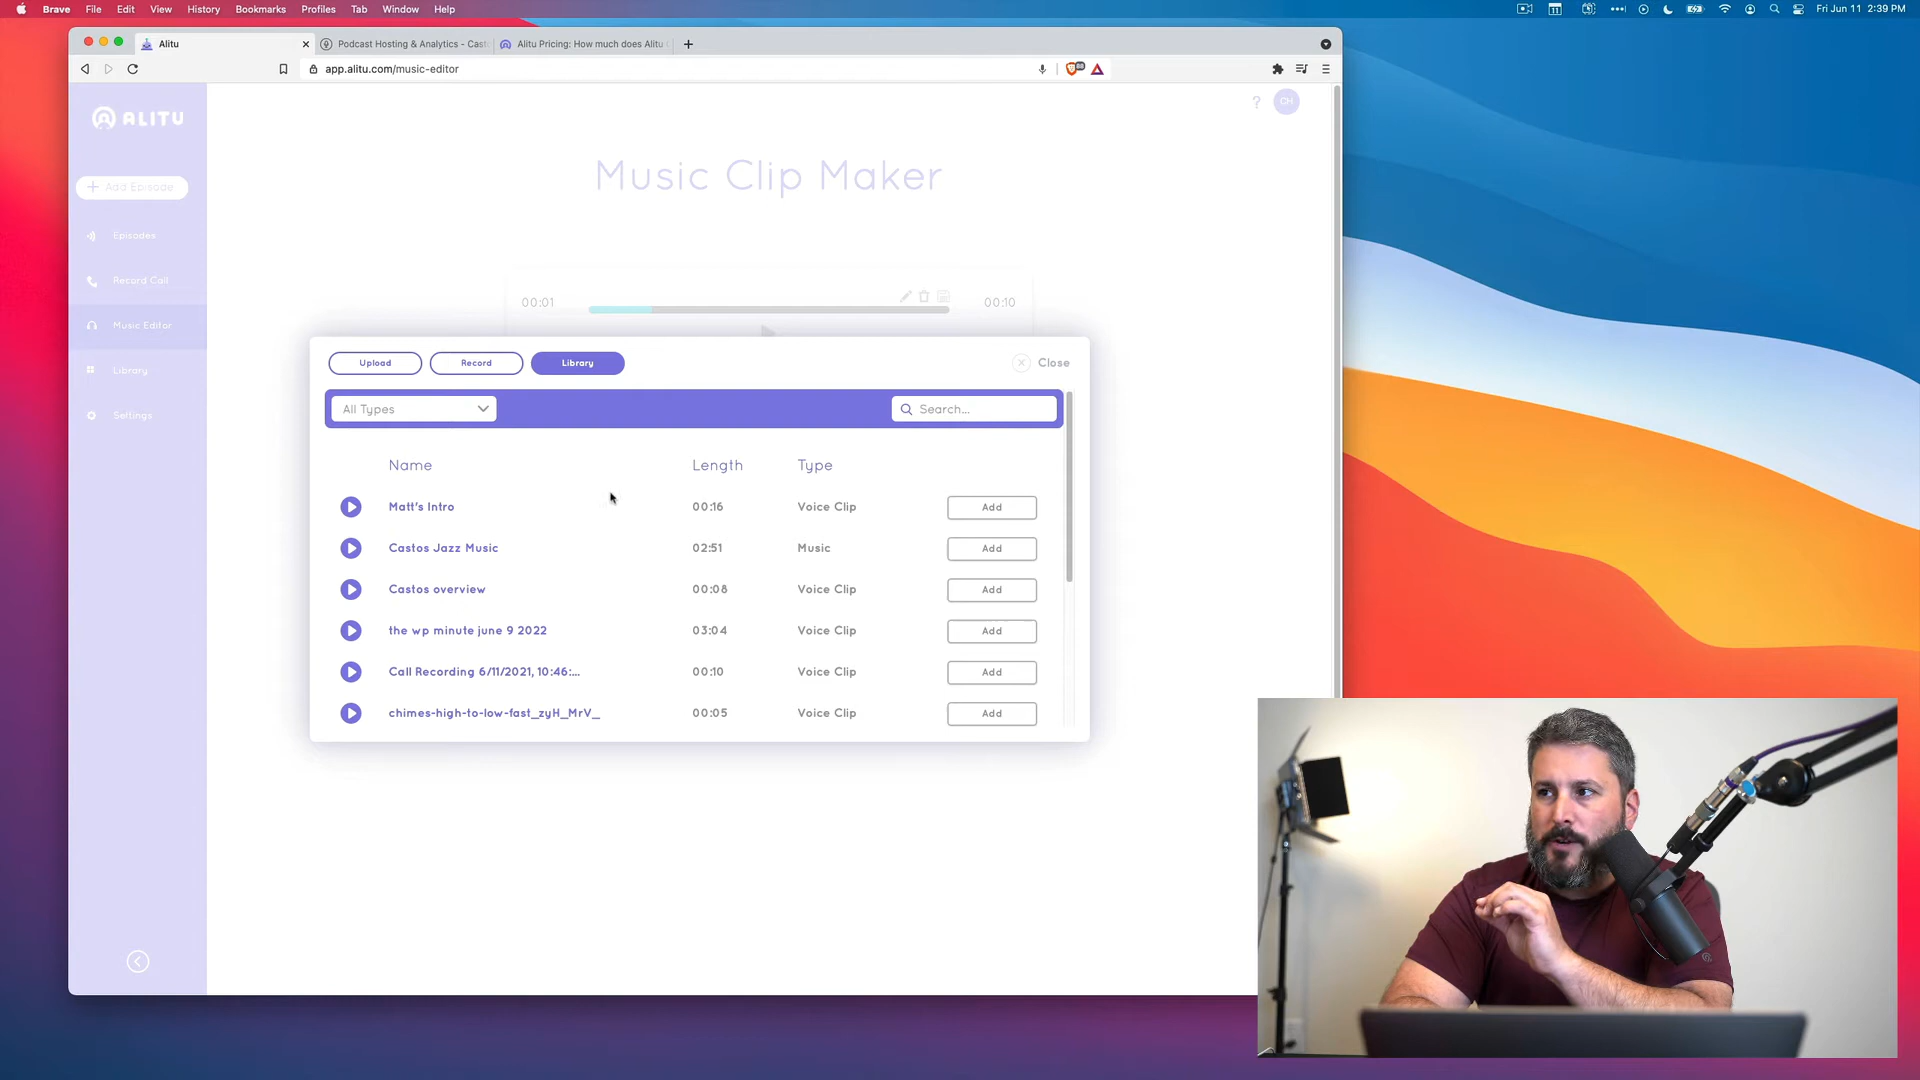 Brave File Edit View History Bookmarks Profiles Tab Window Help
11
Fri Jun 11 2:39 PM
Alitu
Podcast Hosting & Analytics - Cast
Alitu Pricing: How much does Alitu
app.alitu.com/music-editor
ALITU
? CH
Music Clip Maker
+ Add Episode
Episodes
Record Call
Music Editor
Library
Settings
00:01 00:10
Upload Record Library Close
All Types Search...
Name Length Type
Matt's Intro 00:16 Voice Clip Add
Castos Jazz Music 02:51 Music Add
Castos overview 00:08 Voice Clip Add
the wp minute june 9 2022 03:04 Voice Clip Add
Call Recording 6/11/2021, 10:46:... 00:10 Voice Clip Add
chimes-high-to-low-fast_zyH_MrV_ 00:05 Voice Clip Add